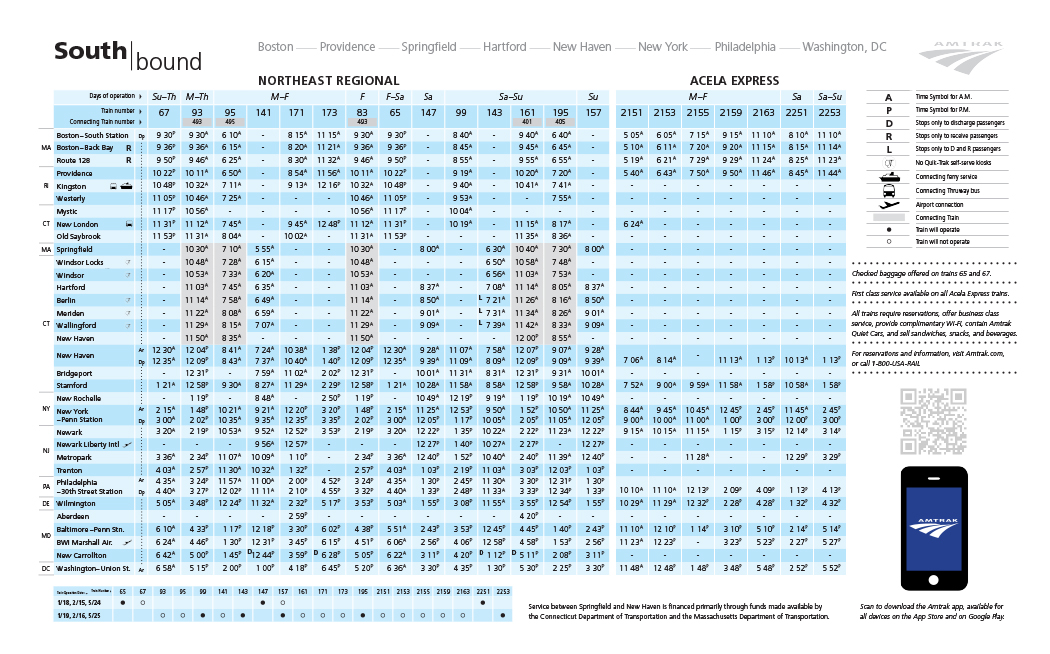 South|bound
Boston — Providence — Springfield — Hartford — New Haven — New York — Philadelphia — Washington, DC
AMTRAK
NORTHEAST REGIONAL ACELA EXPRESS
Days of operation Su–Th M–Th M–F F F–Sa Sa Sa–Su Su M–F Sa Sa–Su
Train number 67 93 95 141 171 173 83 65 147 99 143 161 195 157 2151 2153 2155 2159 2163 2251 2253
Connecting Train number 493 495 493 401 405
MA
Boston–South Station Dp 9 30P 9 30A 6 10A - 8 15A 11 15A 9 30A 9 30P - 8 40A - 9 40A 6 40A - 5 05A 6 05A 7 15A 9 15A 11 10A 8 10A 11 10A
Boston–Back Bay R 9 36P 9 36A 6 15A - 8 20A 11 21A 9 36A 9 36P - 8 45A - 9 45A 6 45A - 5 10A 6 11A 7 20A 9 20A 11 15A 8 15A 11 14A
Route 128 R 9 50P 9 46A 6 25A - 8 30A 11 32A 9 46A 9 50P - 8 55A - 9 55A 6 55A - 5 19A 6 21A 7 29A 9 29A 11 24A 8 25A 11 23A
RI
Providence 10 22P 10 11A 6 50A - 8 54A 11 56A 10 11A 10 22P - 9 19A - 10 20A 7 20A - 5 40A 6 43A 7 50A 9 50A 11 46A 8 45A 11 44A
Kingston 10 48P 10 32A 7 11A - 9 13A 12 16P 10 32A 10 48P - 9 40A - 10 41A 7 41A - - - - - - - -
Westerly 11 05P 10 46A 7 25A - - - 10 46A 11 05P - 9 53A - - 7 55A - - - - - - - -
CT
Mystic 11 17P 10 56A - - - - 10 56A 11 17P - 10 04A - - - - - - - - - - -
New London 11 31P 11 12A 7 45A - 9 45A 12 48P 11 12A 11 31P - 10 19A - 11 15A 8 17A - 6 24A - - - - - -
Old Saybrook 11 53P 11 31A 8 04A - 10 02A - 11 31A 11 53P - - - 11 35A 8 36A - - - - - - - -
MA
Springfield - 10 30A 7 10A 5 55A - - 10 30A - 8 00A - 6 30A 10 40A 7 30A 8 00A - - - - - - -
CT
Windsor Locks - 10 48A 7 28A 6 15A - - 10 48A - - - 6 50A 10 58A 7 48A - - - - - - - -
Windsor - 10 53A 7 33A 6 20A - - 10 53A - - - 6 56A 11 03A 7 53A - - - - - - - -
Hartford - 11 03A 7 45A 6 35A - - 11 03A - 8 37A - 7 08A 11 14A 8 05A 8 37A - - - - - - -
Berlin - 11 14A 7 58A 6 49A - - 11 14A - 8 50A - L 7 21A 11 26A 8 16A 8 50A - - - - - - -
Meriden - 11 22A 8 08A 6 59A - - 11 22A - 9 01A - L 7 31A 11 34A 8 26A 9 01A - - - - - - -
Wallingford - 11 29A 8 15A 7 07A - - 11 29A - 9 09A - L 7 39A 11 42A 8 33A 9 09A - - - - - - -
New Haven - 11 50A 8 35A - - - 11 50A - - - - 12 00P 8 55A - - - - - - - -
New Haven Ar 12 30A 12 04P 8 41A 7 24A 10 38A 1 38P 12 04P 12 30A 9 28A 11 07A 7 58A 12 07P 9 07A 9 28A
Dp 12 35A 12 09P 8 43A 7 37A 10 40A 1 40P 12 09P 12 35A 9 39A 11 09A 8 09A 12 09P 9 09A 9 39A 7 06A 8 14A - 11 13A 1 13P 10 13A 1 13P
Bridgeport - 12 31P - 7 59A 11 02A 2 02P 12 31P - 10 01A 11 31A 8 31A 12 31P 9 31A 10 01A - - - - - - -
Stamford 1 21A 12 58P 9 30A 8 27A 11 29A 2 29P 12 58P 1 21A 10 28A 11 58A 8 58A 12 58P 9 58A 10 28A 7 52A 9 00A 9 59A 11 58A 1 58P 10 58A 1 58P
NY
New Rochelle - 1 19P - 8 48A - 2 50P 1 19P - 10 49A 12 19P 9 19A 1 19P 10 19A 10 49A - - - - - - -
New York Ar 2 15A 1 48P 10 21A 9 21A 12 20P 3 20P 1 48P 2 15A 11 25A 12 53P 9 50A 1 52P 10 50A 11 25A 8 44A 9 45A 10 45A 12 45P 2 45P 11 45A 2 45P
–Penn Station Dp 3 00A 2 02P 10 35A 9 35A 12 35P 3 35P 2 02P 3 00A 12 05P 1 17P 10 05A 2 05P 11 05A 12 05P 9 00A 10 00A 11 00A 1 00P 3 00P 12 00P 3 00P
NJ
Newark 3 20A 2 19P 10 53A 9 52A 12 52P 3 53P 2 19P 3 20A 12 22P 1 35P 10 22A 2 22P 11 23A 12 22P 9 15A 10 15A 11 15A 1 15P 3 15P 12 14P 3 14P
Newark Liberty Intl - - - 9 56A 12 57P - - - 12 27P 1 40P 10 27A 2 27P - 12 27P - - - - - - -
Metropark 3 36A 2 34P 11 07A 10 09A 1 10P - 2 34P 3 36A 12 40P 1 52P 10 40A 2 40P 11 39A 12 40P - - 11 28A - - 12 29P 3 29P
Trenton 4 03A 2 57P 11 30A 10 32A 1 32P - 2 57P 4 03A 1 03P 2 19P 11 03A 3 03P 12 03P 1 03P - - - - - - -
PA
Philadelphia Ar 4 35A 3 24P 11 57A 11 00A 2 00P 4 52P 3 24P 4 35A 1 30P 2 45P 11 30A 3 30P 12 31P 1 30P
–30th Street Station Dp 4 40A 3 27P 12 02P 11 11A 2 10P 4 55P 3 32P 4 40A 1 33P 2 48P 11 33A 3 33P 12 34P 1 33P 10 10A 11 10A 12 13P 2 09P 4 09P 1 13P 4 13P
DE
Wilmington 5 05A 3 48P 12 24P 11 32A 2 32P 5 17P 3 53P 5 03A 1 55P 3 08P 11 55A 3 55P 12 54P 1 55P 10 29A 11 29A 12 32P 2 28P 4 28P 1 32P 4 32P
MD
Aberdeen - - - - 2 59P - - - - - - 4 20P - - - - - - - - -
Baltimore–Penn Stn. 6 10A 4 33P 1 17P 12 18P 3 30P 6 02P 4 38P 5 51A 2 43P 3 53P 12 45P 4 45P 1 40P 2 43P 11 10A 12 10P 1 14P 3 10P 5 10P 2 14P 5 14P
BWI Marshall Air. 6 24A 4 46P 1 30P 12 31P 3 45P 6 15P 4 51P 6 06A 2 56P 4 06P 12 58P 4 58P 1 53P 2 56P 11 23A 12 23P - 3 23P 5 23P 2 27P 5 27P
New Carrollton 6 42A 5 00P 1 45P D 12 44P 3 59P D 6 28P 5 05P 6 22A 3 11P 4 20P D 1 12P D 5 11P 2 08P 3 11P - - - - - - -
DC
Washington–Union St. Ar 6 58A 5 15P 2 00P 1 00P 4 18P 6 45P 5 20P 6 36A 3 30P 4 35P 1 30P 5 30P 2 25P 3 30P 11 48A 12 48P 1 48P 3 48P 5 48P 2 52P 5 52P
65 67 93 95 99 141 143 147 157 161 171 173 195 83 2151 2153 2155 2159 2163 2251 2253
1/18, 2/15, 5/24 ● ○ ● ○ ●
1/19, 2/16, 5/25 ○ ○ ● ○ ○ ● ○ ○ ○ ● ○ ○ ○ ○ ○ ○ ●
Service between Springfield and New Haven is financed primarily through funds made available by
the Connecticut Department of Transportation and the Massachusetts Department of Transportation.
A Time Symbol for A.M.
P Time Symbol for P.M.
D Stops only to discharge passengers
R Stops only to receive passengers
L Stops only to D and R passengers
No Quik-Trak self-serve kiosks
Connecting ferry service
Connecting Thruway bus
Airport connection
Connecting Train
● Train will operate
○ Train will not operate
Checked baggage offered on trains 65 and 67.
First class service available on all Acela Express trains.
All trains require reservations, offer business class
service, provide complimentary Wi-Fi, contain Amtrak
Quiet Cars, and sell sandwiches, snacks, and beverages.
For reservations and information, visit Amtrak.com,
or call 1-800-USA-RAIL
AMTRAK
Scan to download the Amtrak app, available for
all devices on the App Store and on Google Play.